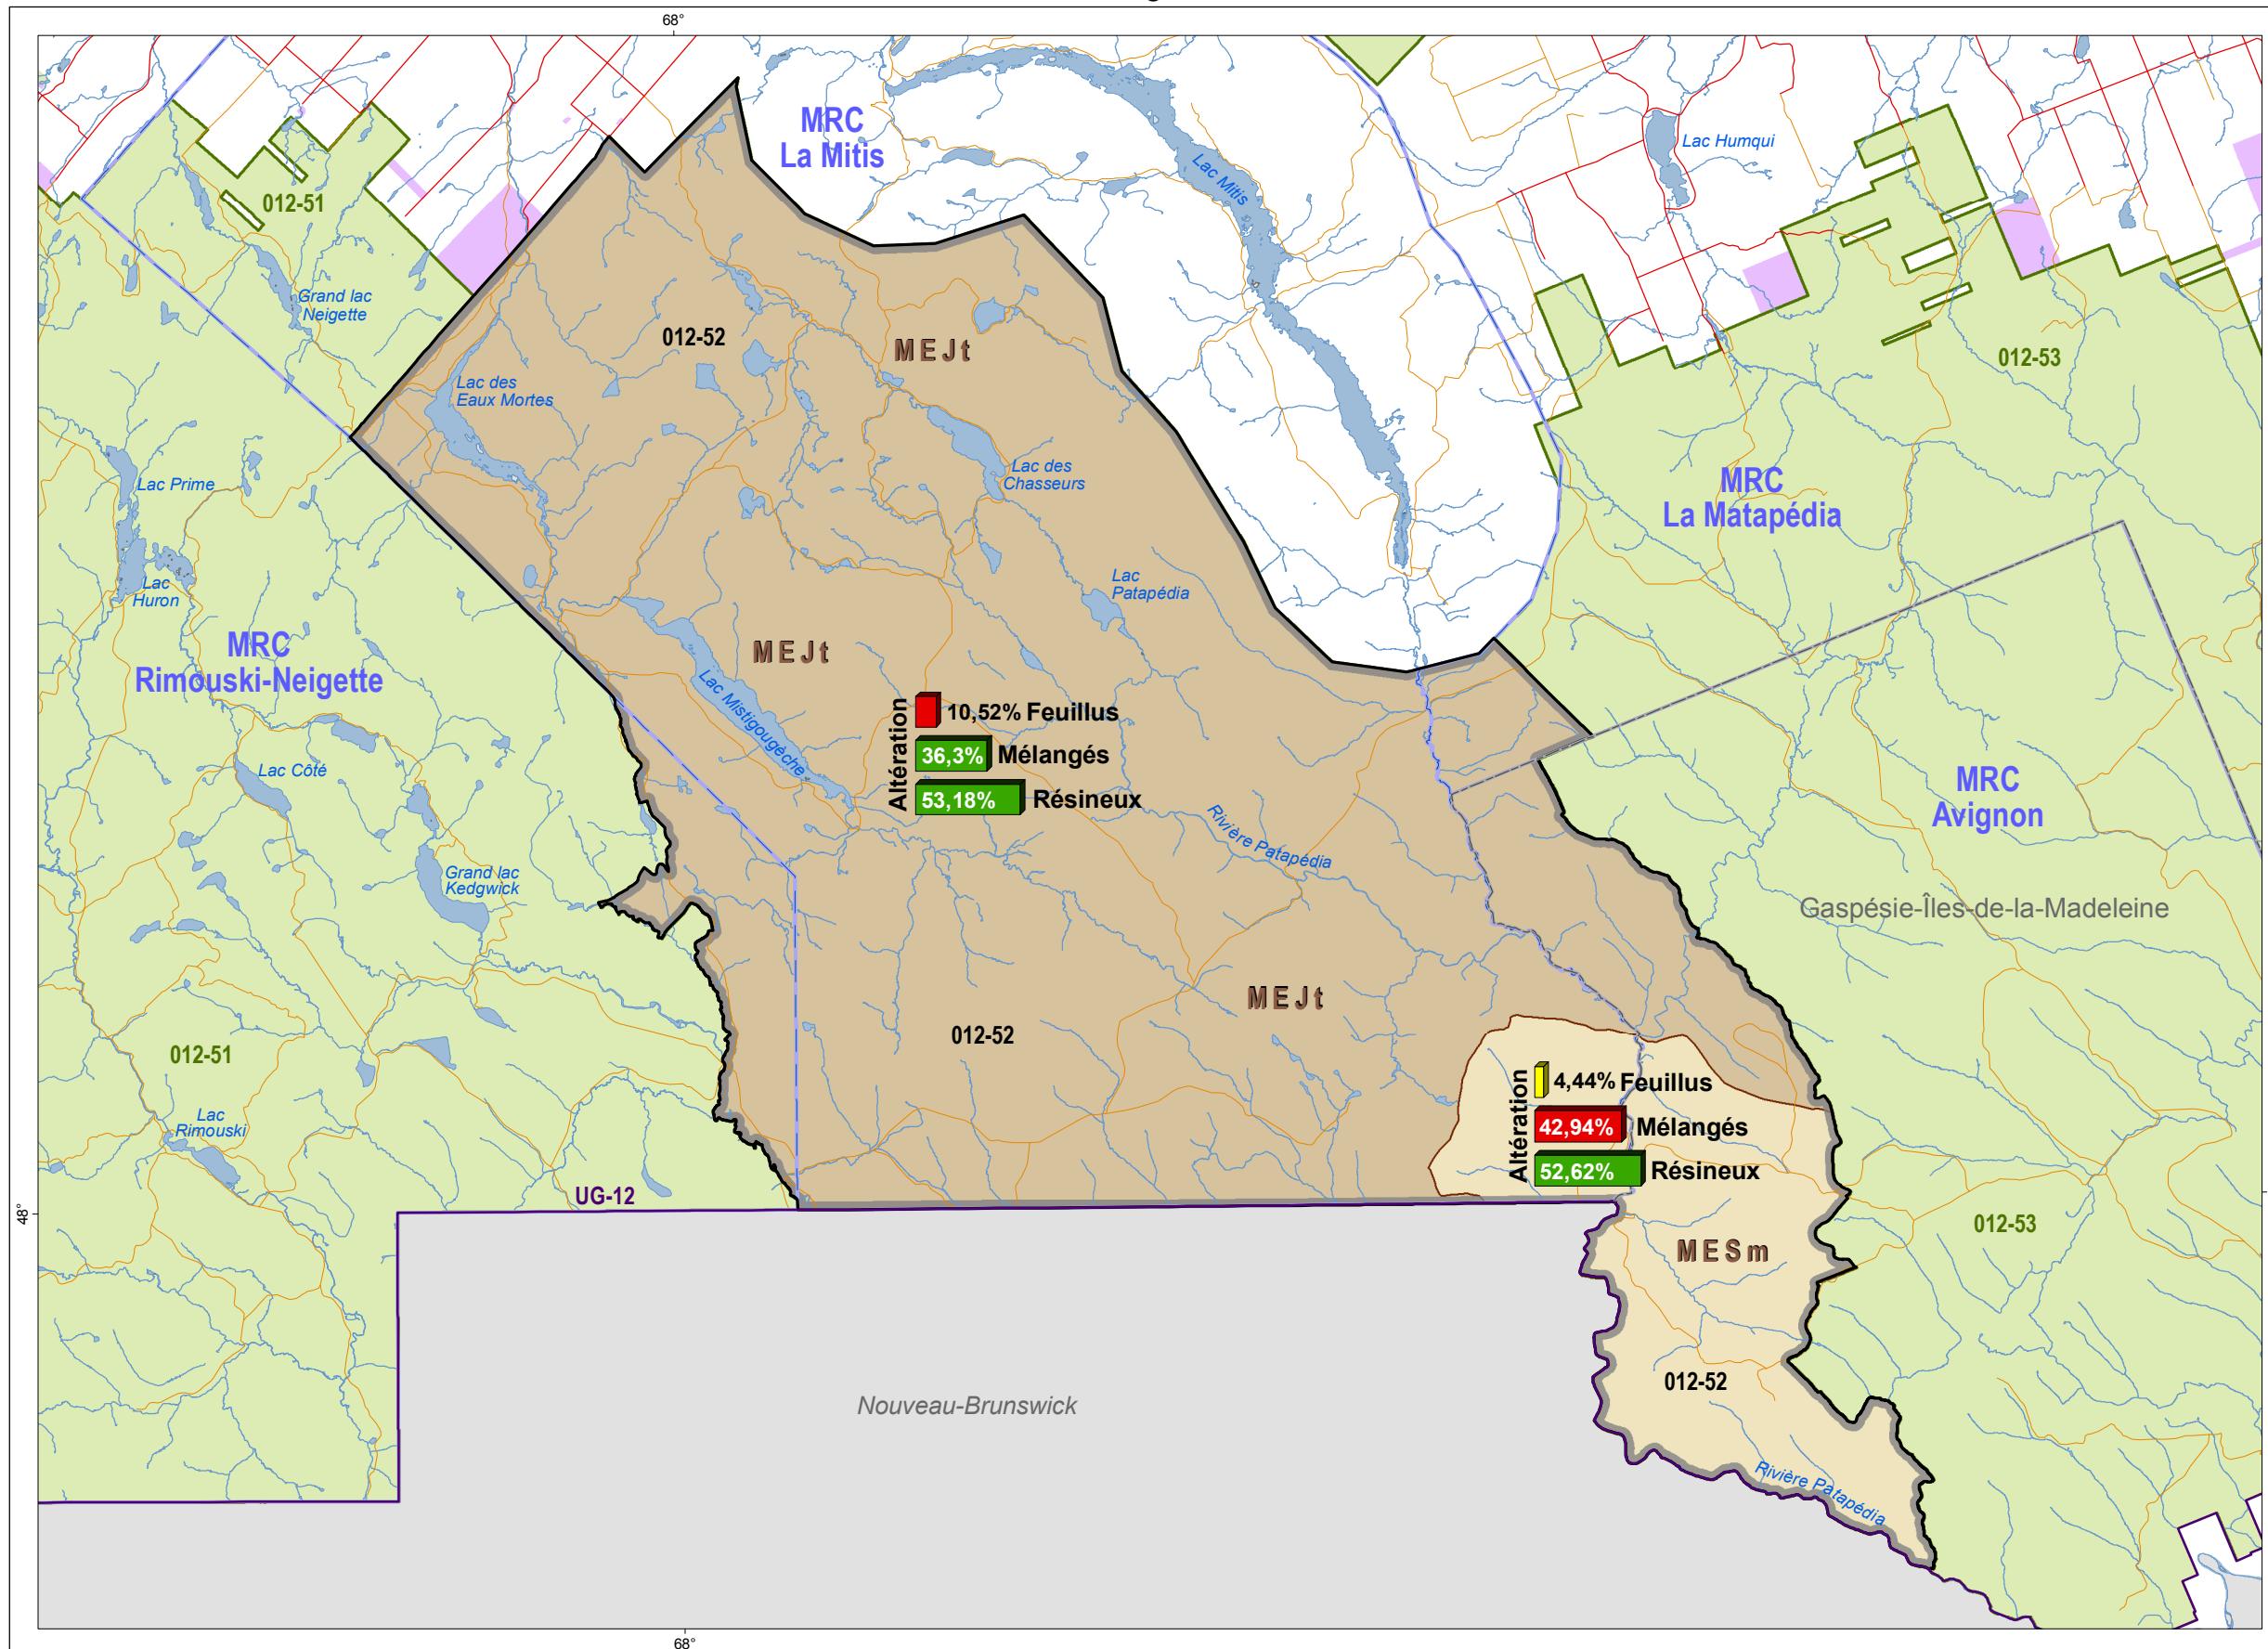 68°
MRC
La Mitis
Lac Mitis
Lac Humqui
012-51
Grand lac
Neigette
012-52
MEJt
012-53
Lac des
Eaux Mortes
Lac des
Chasseurs
MRC
La Matapédia
Lac Prime
Lac
Huron
Lac
Patapédia
MRC
Rimouski-Neigette
MEJt
Lac Mistigougèche
Altération
10,52% Feuillus
36,3% Mélangés
53,18% Résineux
Lac Côté
MRC
Avignon
Rivière Patapédia
Grand lac
Kedgwick
Gaspésie-Îles-de-la-Madeleine
MEJt
012-52
012-51
Altération
4,44% Feuillus
42,94% Mélangés
52,62% Résineux
Lac
Rimouski
UG-12
48°
012-53
MESm
012-52
Nouveau-Brunswick
Rivière Patapédia
68°